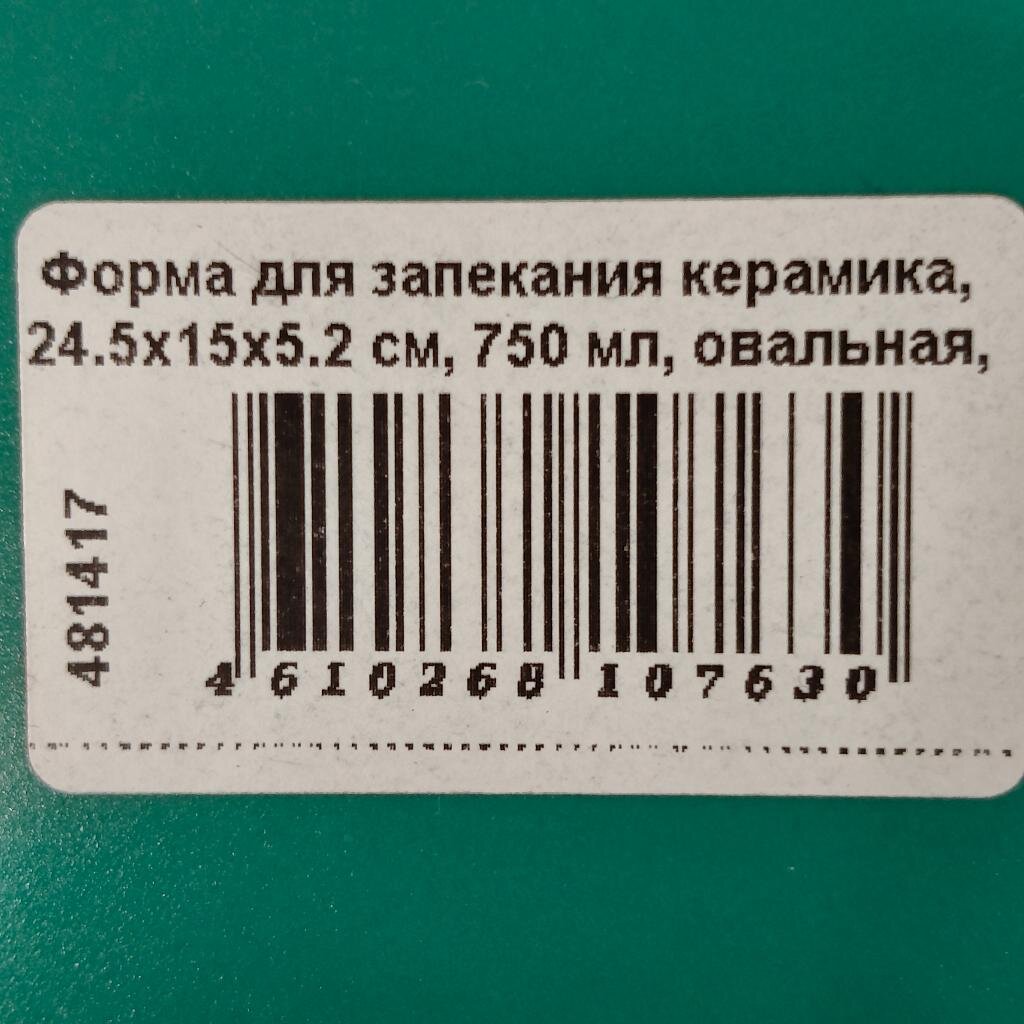 Форма для запекания керамика,
24.5x15x5.2 см, 750 мл, овальная,
481417
4 610268 107630